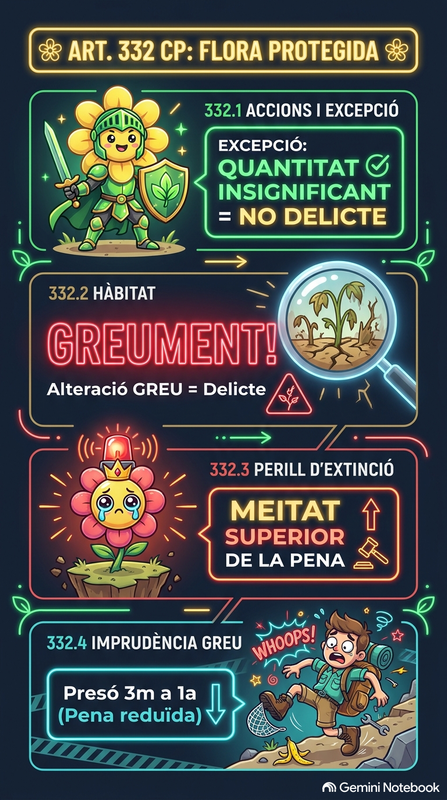 ART. 332 CP: FLORA PROTEGIDA
332.1 ACCIONS I EXCEPCIÓ
EXCEPCIÓ:
QUANTITAT
INSIGNIFICANT
= NO DELICTE
332.2 HÀBITAT
GREUMENT!
Alteració GREU = Delicte
332.3 PERILL D'EXTINCIÓ
MEITAT
SUPERIOR
DE LA PENA
332.4 IMPRUDÈNCIA GREU
WHOOPS!
Presó 3m a 1a
(Pena reduïda)
Gemini Notebook